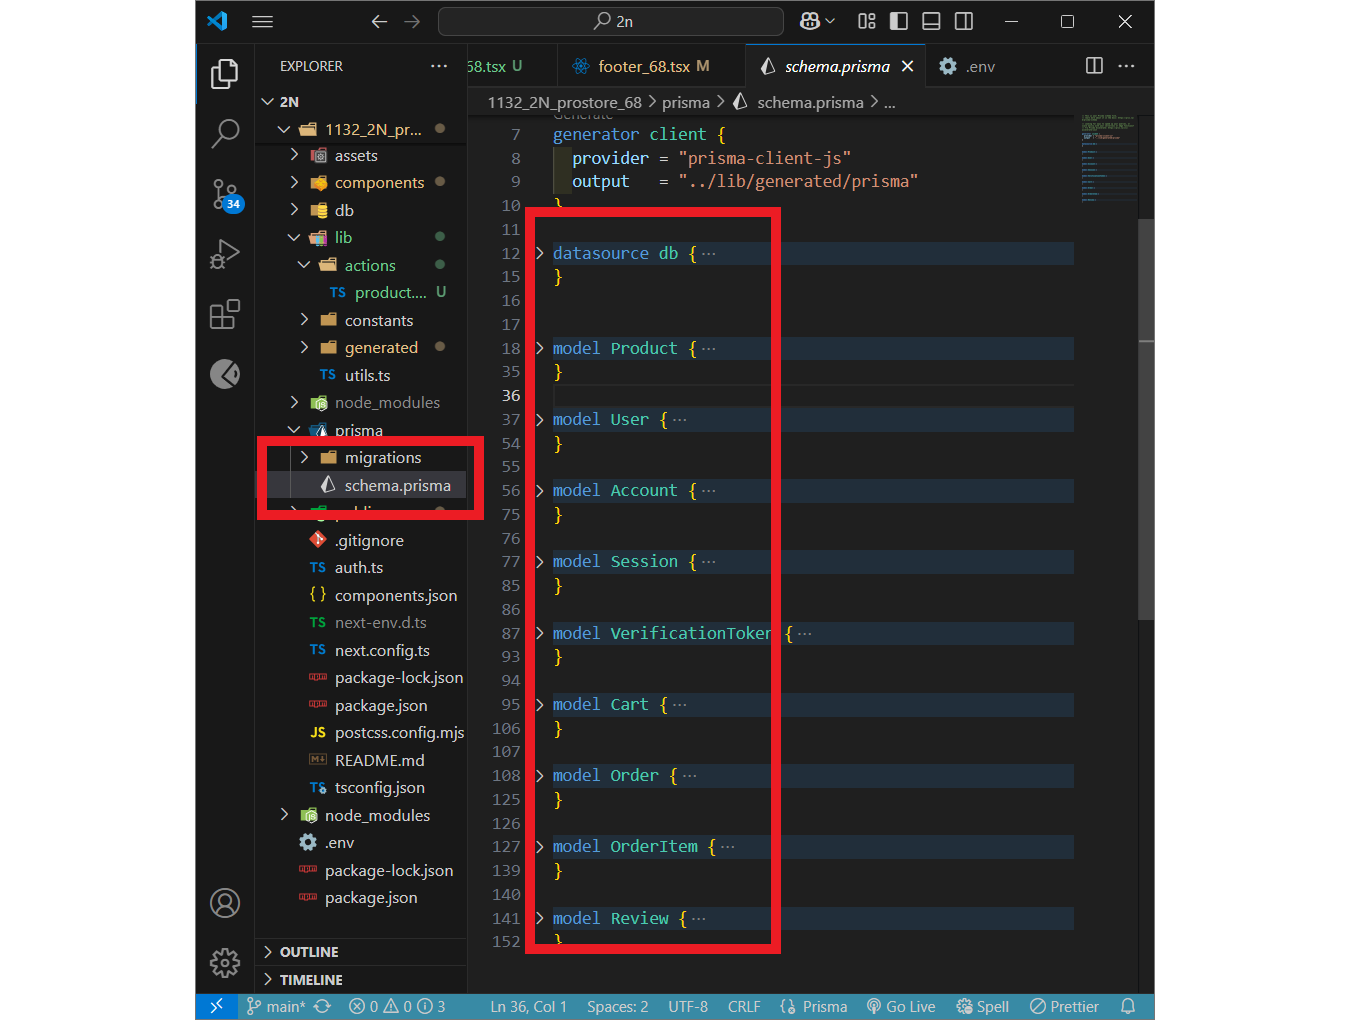 2n
EXPLORER
68.tsx U
footer_68.tsx M
schema.prisma
.env
2N
1132_2N_pr...
assets
components
db
lib
actions
TS product.... U
constants
generated
TS utils.ts
node_modules
prisma
migrations
schema.prisma
.gitignore
TS auth.ts
{} components.json
TS next-env.d.ts
TS next.config.ts
package-lock.json
package.json
JS postcss.config.mjs
README.md
TS tsconfig.json
node_modules
.env
package-lock.json
package.json
OUTLINE
TIMELINE
34
1132_2N_prostore_68 > prisma > schema.prisma > ...
Generate
7 generator client {
8 provider = "prisma-client-js"
9 output = "../lib/generated/prisma"
10 }
11
12 datasource db { ...
15 }
16
17
18 model Product { ...
35 }
36
37 model User { ...
54 }
55
56 model Account { ...
75 }
76
77 model Session { ...
85 }
86
87 model VerificationToken { ...
93 }
94
95 model Cart { ...
106 }
107
108 model Order { ...
125 }
126
127 model OrderItem { ...
139 }
140
141 model Review { ...
152 }
main* 0 0 3 Ln 36, Col 1 Spaces: 2 UTF-8 CRLF {} Prisma Go Live Spell Prettier